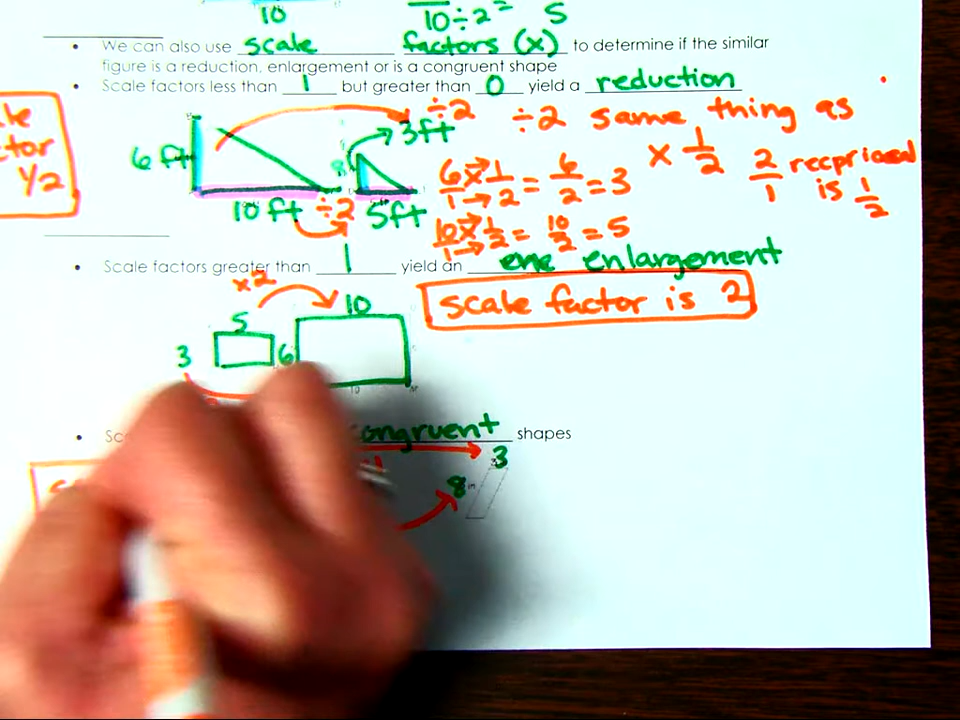 10
10÷2= 5
We can also use scale factors (x) to determine if the similar
figure is a reduction, enlargement or is a congruent shape
Scale factors less than 1 but greater than 0 yield a reduction
÷2 ÷2 same thing as
3ft
6 ft
x 1/2 2/1 recpriacal
is 1/2
1/2
6/1 x 1/2 = 6/2 = 3
10 ft ÷2 5ft
10/1 x 1/2 = 10/2 = 5
Scale factors greater than 1 yield an ene enlargement
x2
scale factor is 2
5 10
3 6
congruent shapes
3
8